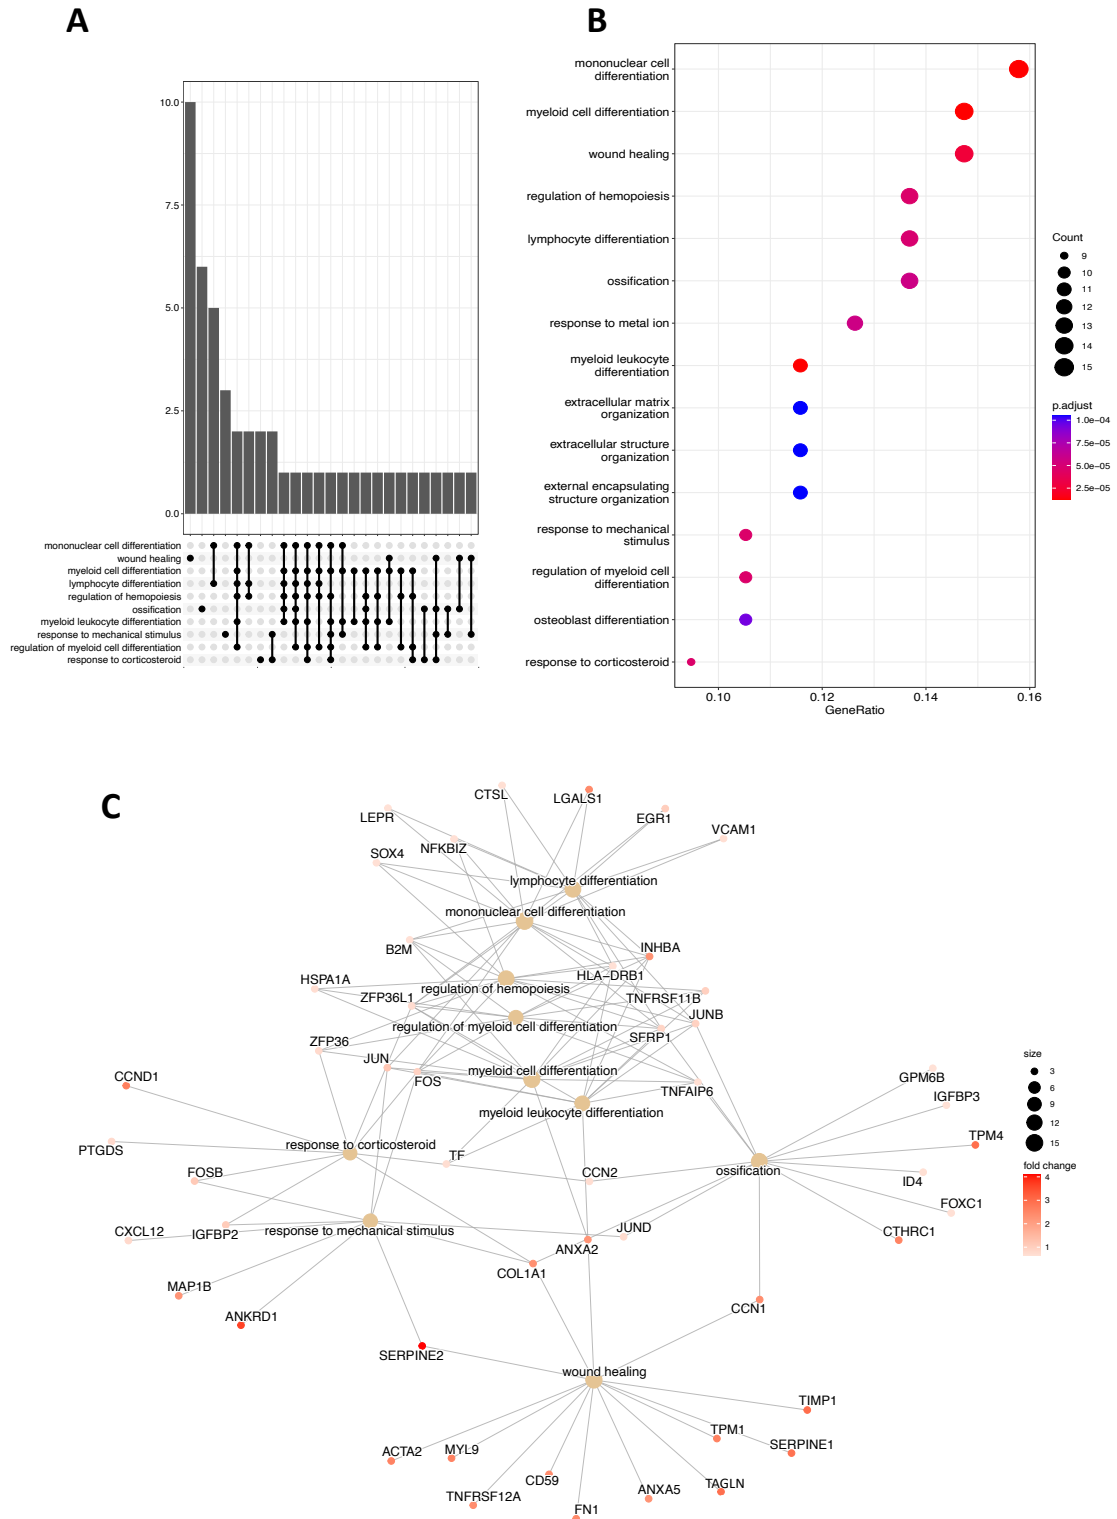 A
B
10.0
7.5
5.0
2.5
0.0
mononuclear cell differentiation
wound healing
myeloid cell differentiation
lymphocyte differentiation
regulation of hemopoiesis
ossification
myeloid leukocyte differentiation
response to mechanical stimulus
regulation of myeloid cell differentiation
response to corticosteroid
mononuclear cell
differentiation
myeloid cell differentiation
wound healing
regulation of hemopoiesis
lymphocyte differentiation
ossification
response to metal ion
myeloid leukocyte
differentiation
extracellular matrix
organization
extracellular structure
organization
external encapsulating
structure organization
response to mechanical
stimulus
regulation of myeloid cell
differentiation
osteoblast differentiation
response to corticosteroid
0.10
0.12
0.14
0.16
GeneRatio
Count
9
10
11
12
13
14
15
p.adjust
1.0e-04
7.5e-05
5.0e-05
2.5e-05
C
CTSL
LGALS1
LEPR
EGR1
VCAM1
NFKBIZ
SOX4
lymphocyte differentiation
mononuclear cell differentiation
B2M
INHBA
HSPA1A
HLA-DRB1
regulation of hemopoiesis
ZFP36L1
TNFRSF11B
JUNB
regulation of myeloid cell differentiation
SFRP1
ZFP36
JUN
FOS
myeloid cell differentiation
TNFAIP6
myeloid leukocyte differentiation
CCND1
GPM6B
IGFBP3
TPM4
PTGDS
response to corticosteroid
TF
CCN2
ossification
ID4
FOSB
FOXC1
CXCL12
IGFBP2
response to mechanical stimulus
JUND
CTHRC1
ANXA2
COL1A1
MAP1B
ANKRD1
CCN1
SERPINE2
wound healing
TIMP1
TPM1
SERPINE1
ACTA2
MYL9
CD59
TNFRSF12A
FN1
ANXA5
TAGLN
size
3
6
9
12
15
fold change
4
3
2
1